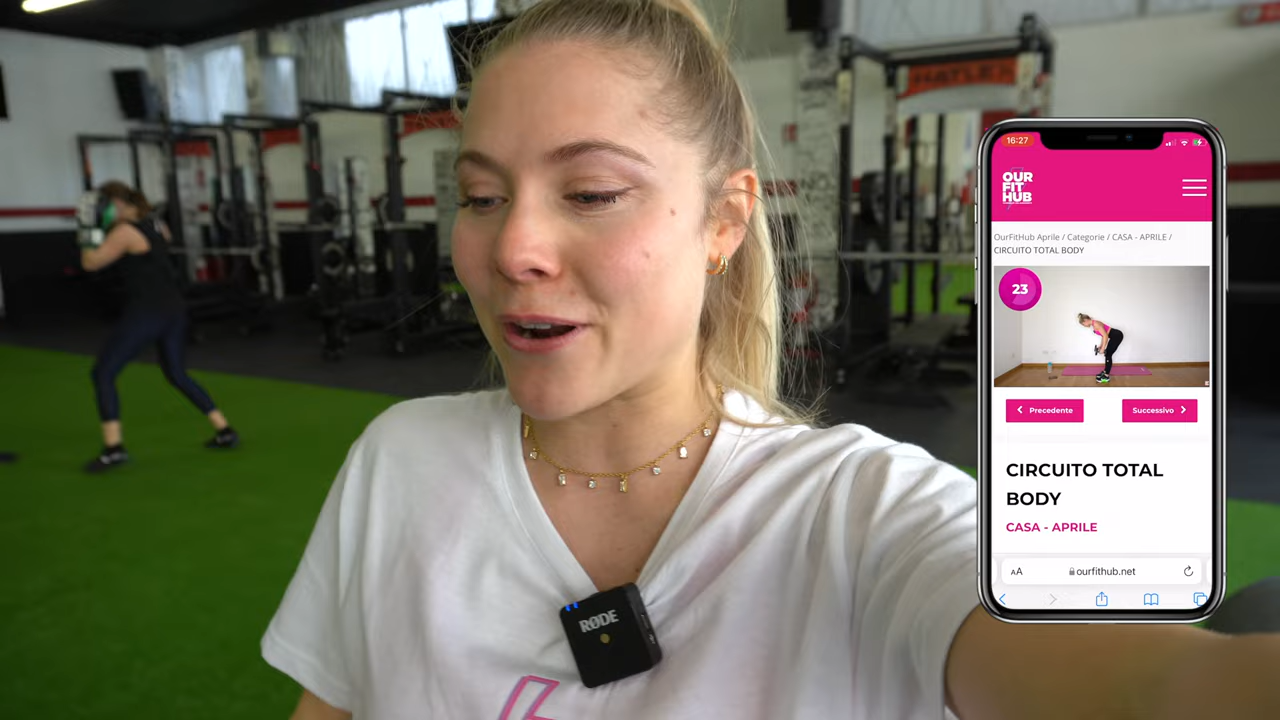 HATLEX
16:27
OUR
FIT
HUB
OurFitHub Aprile / Categorie / CASA - APRILE /
CIRCUITO TOTAL BODY
23
Precedente
Successivo
CIRCUITO TOTAL
BODY
CASA - APRILE
AA
ourfithub.net
RØDE